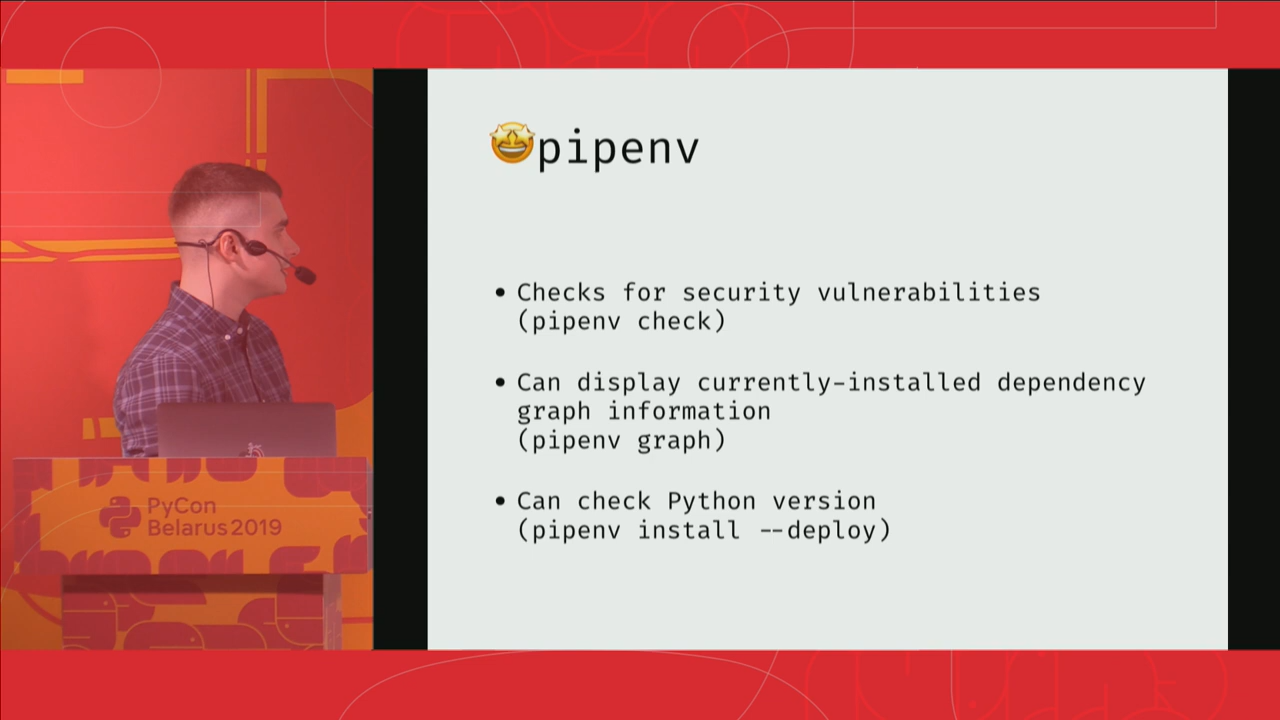 🤩pipenv
• Checks for security vulnerabilities
(pipenv check)
• Can display currently-installed dependency
graph information
(pipenv graph)
• Can check Python version
(pipenv install --deploy)
PyCon
Belarus 2019